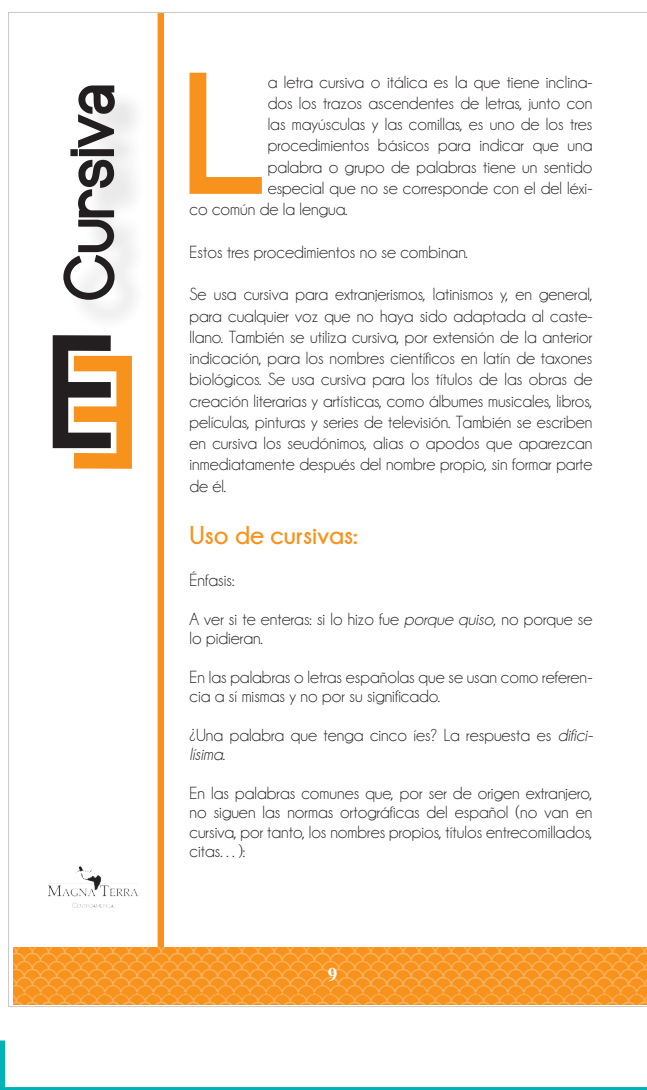 Cursiva
La letra cursiva o itálica es la que tiene inclina-
dos los trazos ascendentes de letras, junto con
las mayúsculas y las comillas, es uno de los tres
procedimientos básicos para indicar que una
palabra o grupo de palabras tiene un sentido
especial que no se corresponde con el del léxi-
co común de la lengua.
Estos tres procedimientos no se combinan.
Se usa cursiva para extranjerismos, latinismos y, en general,
para cualquier voz que no haya sido adaptada al caste-
llano. También se utiliza cursiva, por extensión de la anterior
indicación, para los nombres científicos en latín de taxones
biológicos. Se usa cursiva para los títulos de las obras de
creación literarias y artísticas, como álbumes musicales, libros,
películas, pinturas y series de televisión. También se escriben
en cursiva los seudónimos, alias o apodos que aparezcan
inmediatamente después del nombre propio, sin formar parte
de él.
Uso de cursivas:
Énfasis:
A ver si te enteras: si lo hizo fue porque quiso, no porque se
lo pidieran.
En las palabras o letras españolas que se usan como referen-
cia a sí mismas y no por su significado.
¿Una palabra que tenga cinco íes? La respuesta es dificí-
lisima.
En las palabras comunes que, por ser de origen extranjero,
no siguen las normas ortográficas del español (no van en
cursiva, por tanto, los nombres propios, títulos entrecomillados,
citas. . . ):
MAGNA TERRA
CENTROAMÉRICA
9